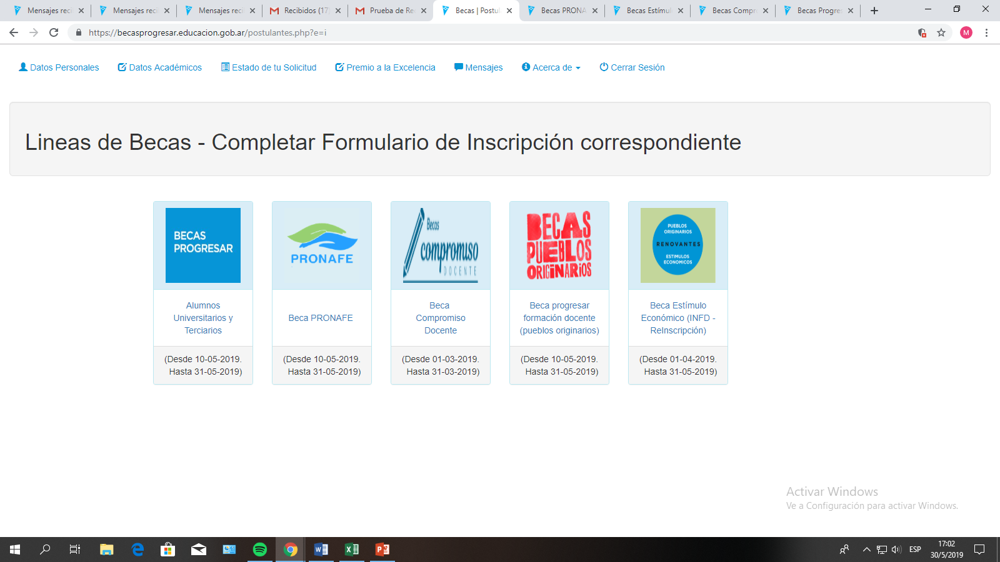 Mensajes reci
Mensajes reci
Mensajes reci
Recibidos (17)
Prueba de Re
Becas | Postul
Becas PRONA
Becas Estímul
Becas Compr
Becas Progres
https://becasprogresar.educacion.gob.ar/postulantes.php?e=i
M
Datos Personales
Datos Académicos
Estado de tu Solicitud
Premio a la Excelencia
Mensajes
Acerca de
Cerrar Sesión
Lineas de Becas - Completar Formulario de Inscripción correspondiente
BECAS
PROGRESAR
Alumnos
Universitarios y
Terciarios
(Desde 10-05-2019.
Hasta 31-05-2019)
PRONAFE
Beca PRONAFE
(Desde 10-05-2019.
Hasta 31-05-2019)
Becas
compromiso
DOCENTE
Beca
Compromiso
Docente
(Desde 01-03-2019.
Hasta 31-03-2019)
BECAS
PUEBLOS
ORIGINARIOS
Beca progresar
formación docente
(pueblos originarios)
(Desde 10-05-2019.
Hasta 31-05-2019)
PUEBLOS
ORIGINARIOS
RENOVANTES
ESTIMULOS
ECONOMICOS
Beca Estímulo
Económico (INFD -
ReInscripción)
(Desde 01-04-2019.
Hasta 31-05-2019)
Activar Windows
Ve a Configuración para activar Windows.
ESP
17:02
30/5/2019